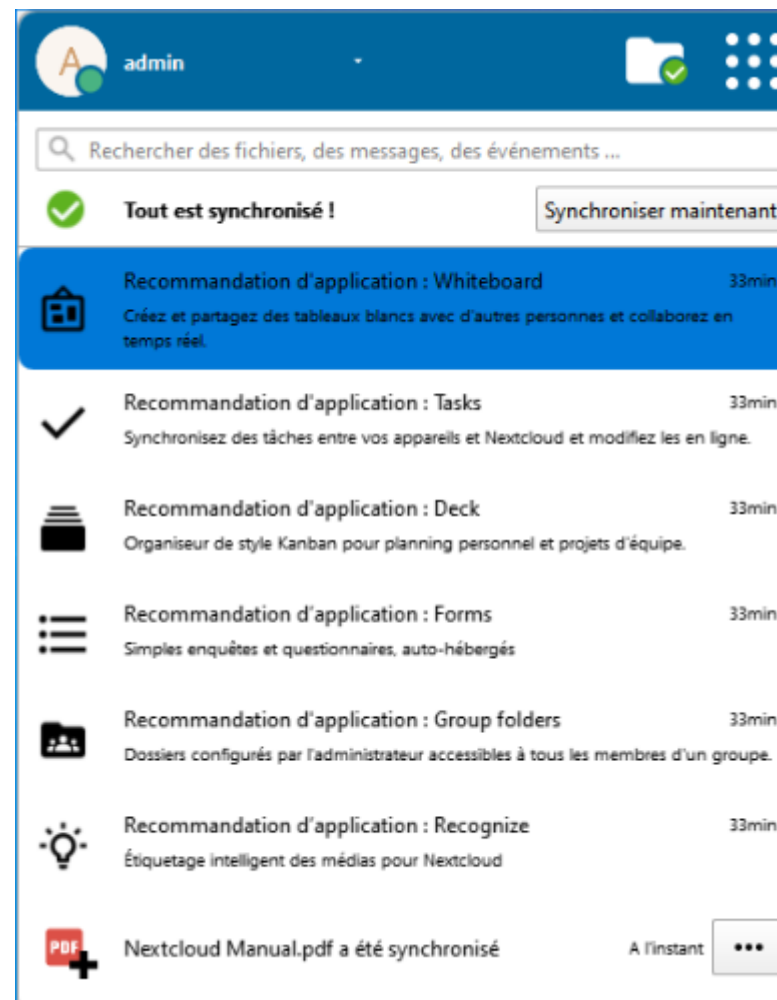 A
admin
Rechercher des fichiers, des messages, des événements ...
Tout est synchronisé !
Synchroniser maintenant
Recommandation d'application : Whiteboard
33min
Créez et partagez des tableaux blancs avec d'autres personnes et collaborez en
temps réel.
Recommandation d'application : Tasks
33min
Synchronisez des tâches entre vos appareils et Nextcloud et modifiez les en ligne.
Recommandation d'application : Deck
33min
Organiseur de style Kanban pour planning personnel et projets d'équipe.
Recommandation d'application : Forms
33min
Simples enquêtes et questionnaires, auto-hébergés
Recommandation d'application : Group folders
33min
Dossiers configurés par l'administrateur accessibles à tous les membres d'un groupe.
Recommandation d'application : Recognize
33min
Étiquetage intelligent des médias pour Nextcloud
PDF
Nextcloud Manual.pdf a été synchronisé
A l'instant